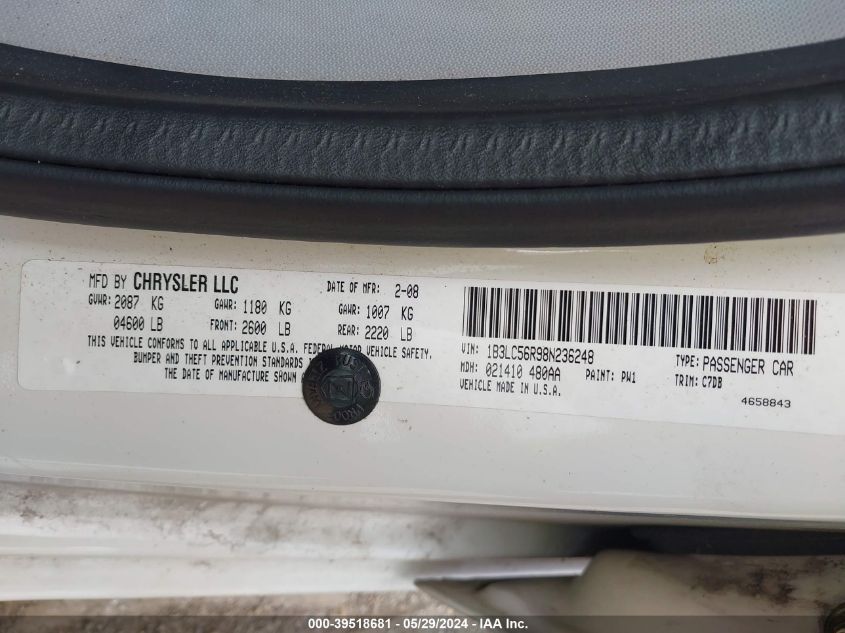 MFD BY CHRYSLER LLC
DATE OF MFR: 2-08
GVWR: 2087 KG
GAWR: 1180 KG
GAWR: 1007 KG
04600 LB
FRONT: 2600 LB
REAR: 2220 LB
THIS VEHICLE CONFORMS TO ALL APPLICABLE U.S.A. FEDERAL MOTOR VEHICLE SAFETY,
BUMPER AND THEFT PREVENTION STANDARDS
THE DATE OF MANUFACTURE SHOWN
VIN: 1B3LC56R98N236248
TYPE: PASSENGER CAR
MDH: 021410 480AA
PAINT: PW1
TRIM: C7DB
VEHICLE MADE IN U.S.A.
4658843
000-39518681 - 05/29/2024 - IAAI.com